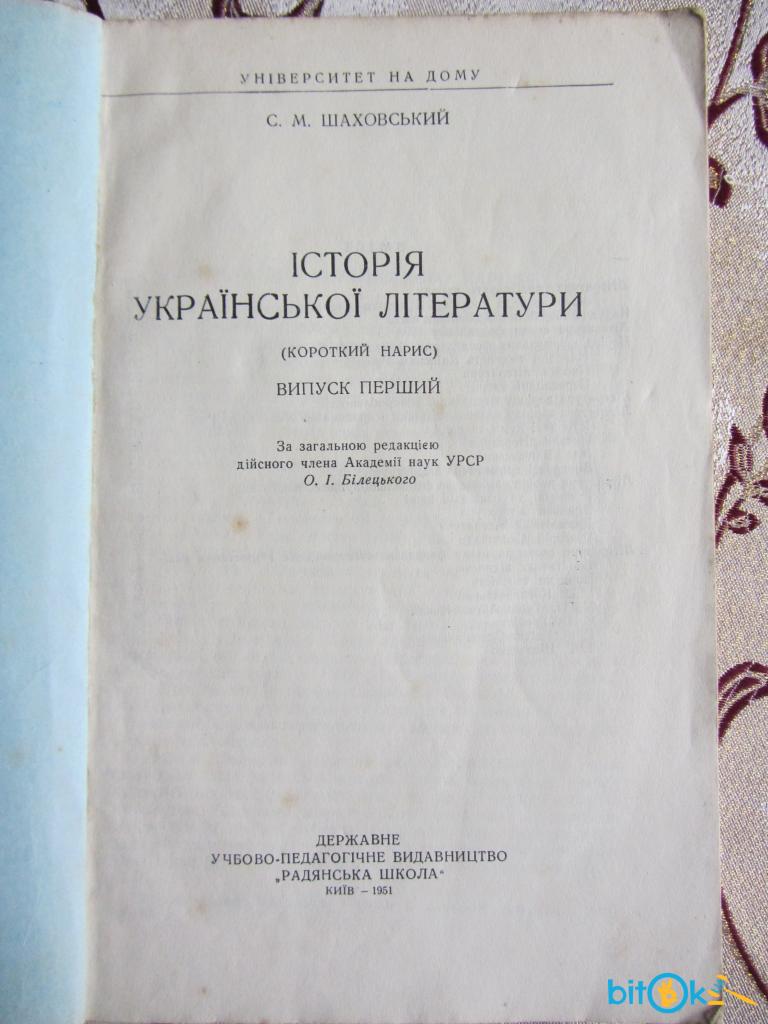 УНІВЕРСИТЕТ НА ДОМУ
С. М. ШАХОВСЬКИЙ
ІСТОРІЯ
УКРАЇНСЬКОЇ ЛІТЕРАТУРИ
(КОРОТКИЙ НАРИС)
ВИПУСК ПЕРШИЙ
За загальною редакцією
дійсного члена Академії наук УРСР
О. І. Білецького
ДЕРЖАВНЕ
УЧБОВО-ПЕДАГОГІЧНЕ ВИДАВНИЦТВО
„РАДЯНСЬКА ШКОЛА“
КИЇВ – 1951
bitOk